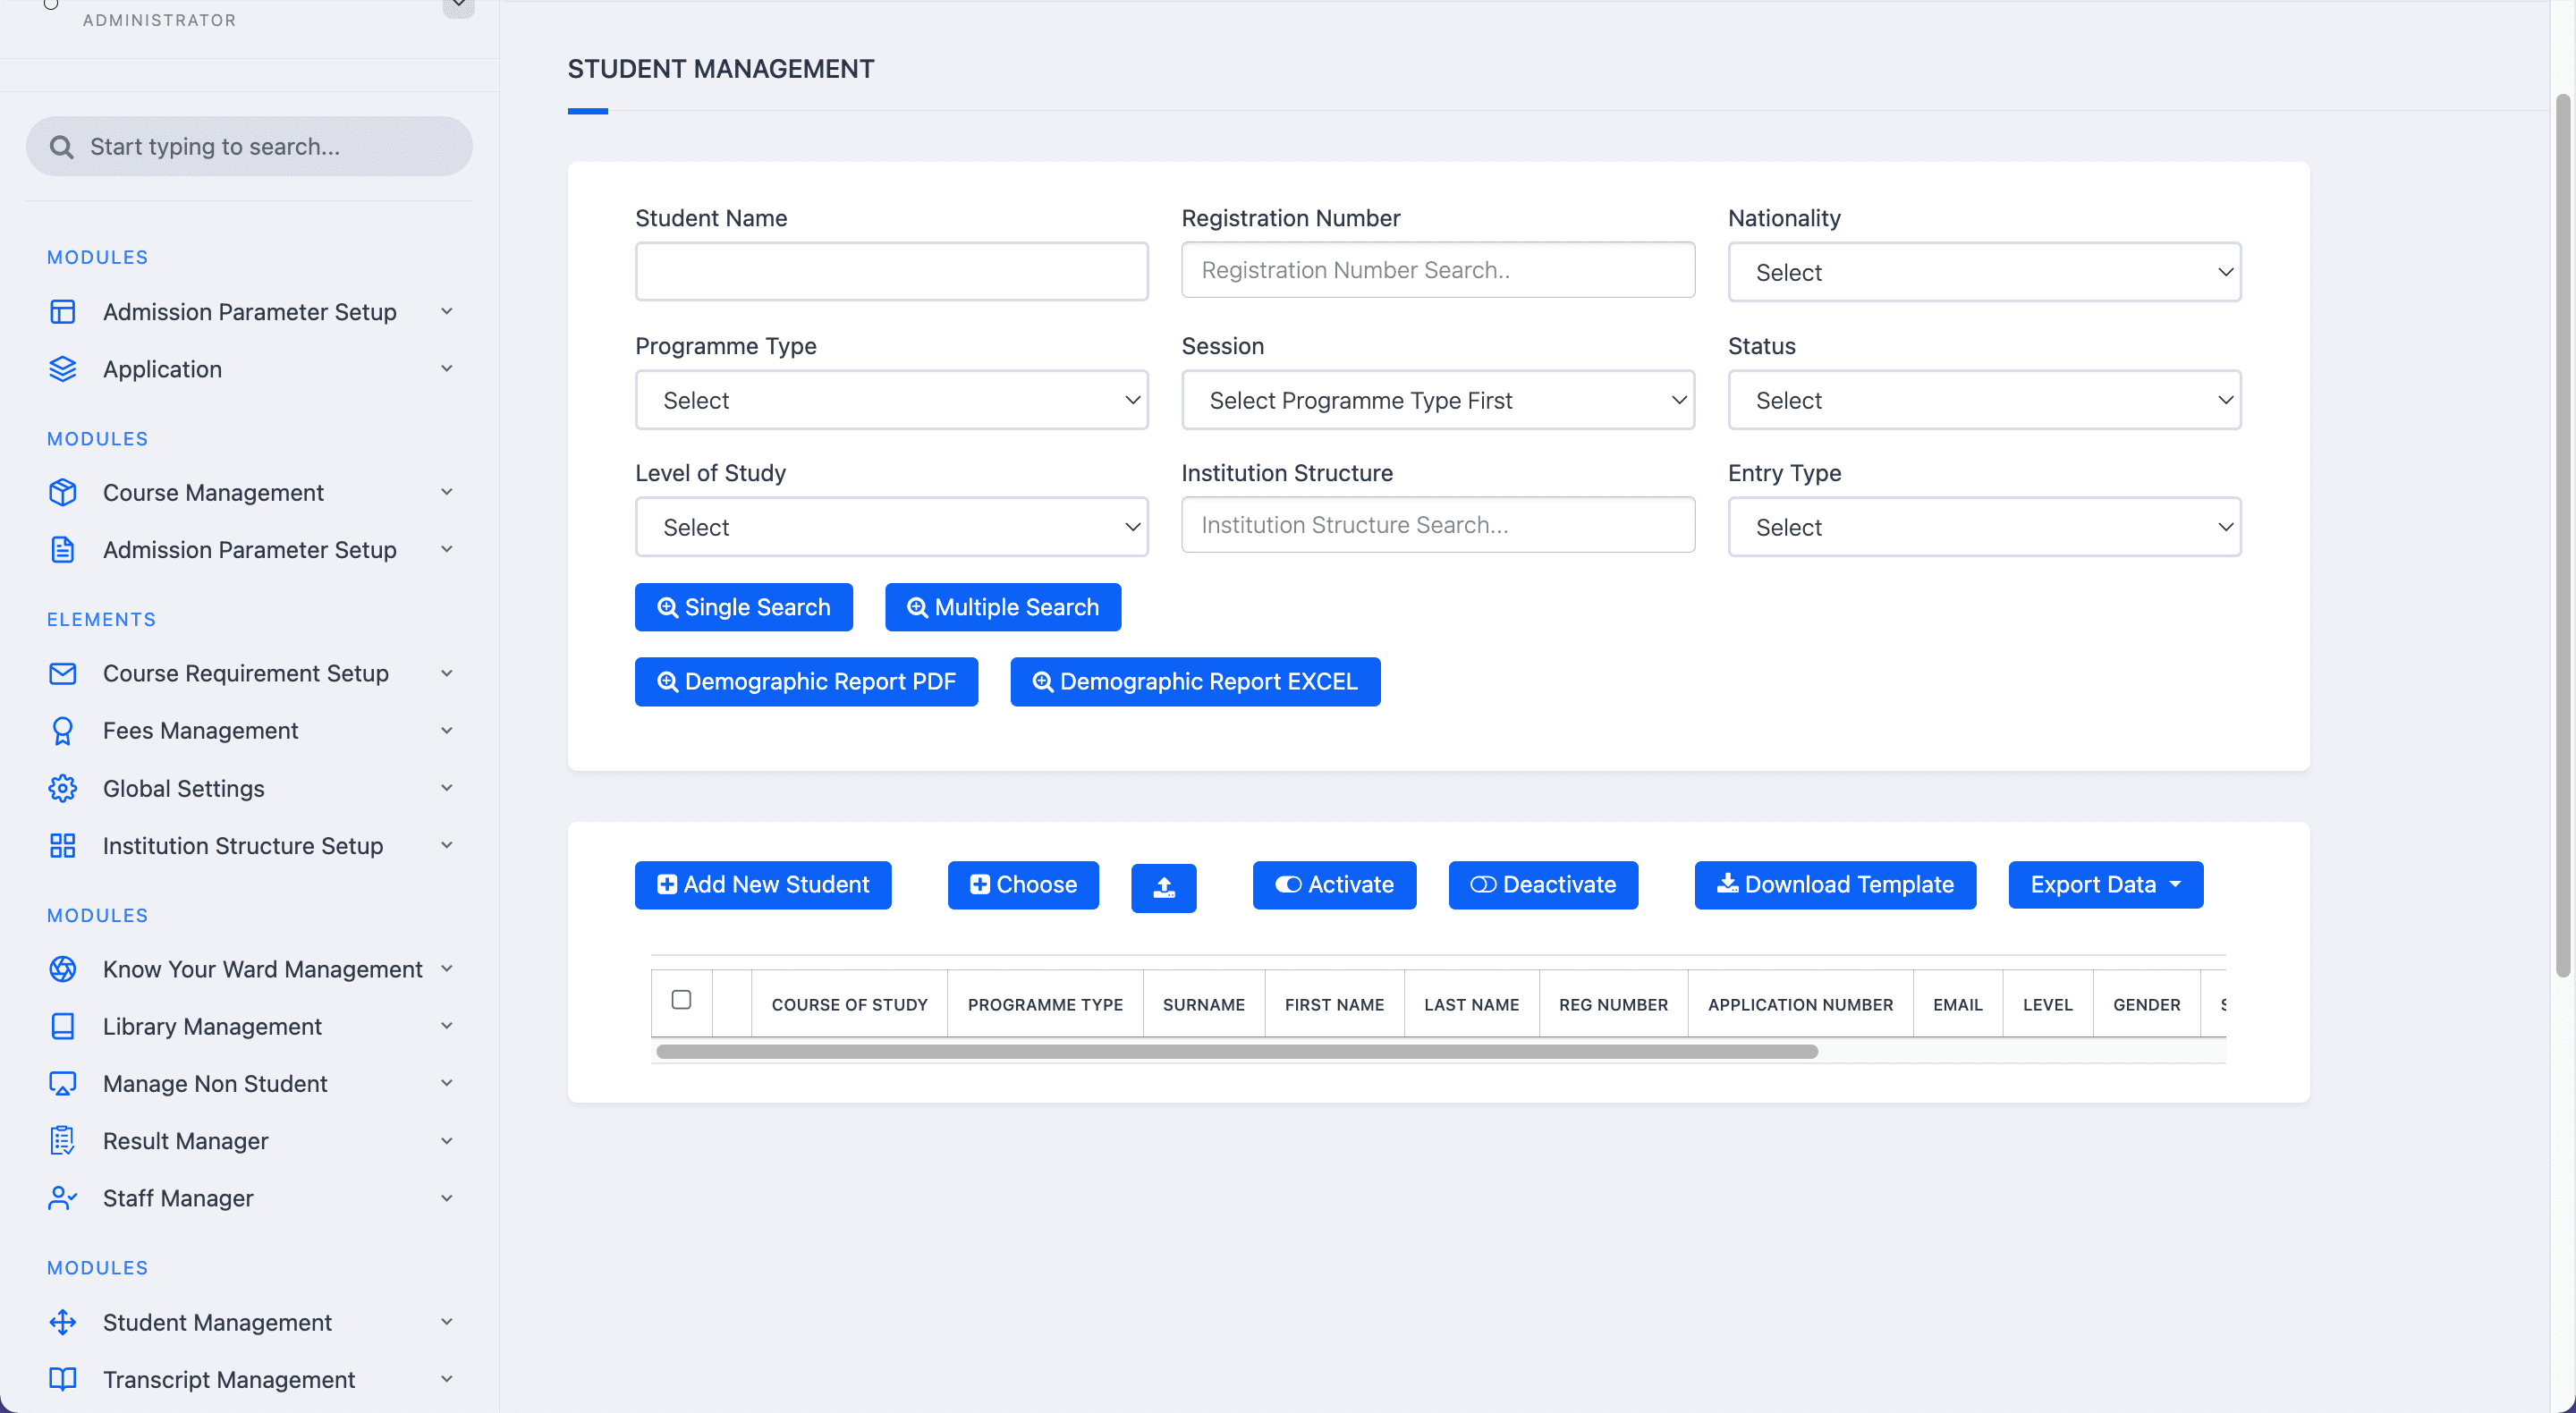 ADMINISTRATOR
Start typing to search...
MODULES
Admission Parameter Setup
Application
MODULES
Course Management
Admission Parameter Setup
ELEMENTS
Course Requirement Setup
Fees Management
Global Settings
Institution Structure Setup
MODULES
Know Your Ward Management
Library Management
Manage Non Student
Result Manager
Staff Manager
MODULES
Student Management
Transcript Management
STUDENT MANAGEMENT
Student Name Registration Number Nationality
Registration Number Search.. Select
Programme Type Session Status
Select Select Programme Type First Select
Level of Study Institution Structure Entry Type
Select Institution Structure Search... Select
Single Search Multiple Search
Demographic Report PDF Demographic Report EXCEL
Add New Student Choose Activate Deactivate Download Template Export Data
COURSE OF STUDY PROGRAMME TYPE SURNAME FIRST NAME LAST NAME REG NUMBER APPLICATION NUMBER EMAIL LEVEL GENDER